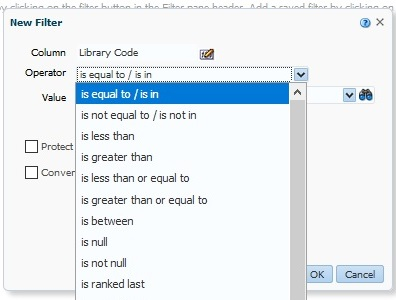 by clicking on the filter button in the Filter pane header. Add a saved filter by clicking on
New Filter
Column Library Code
Operator is equal to / is in
is equal to / is in
Value
is not equal to / is not in
is less than
Protect
is greater than
Conver
is less than or equal to
is greater than or equal to
is between
is null
is not null
is ranked last
OK Cancel